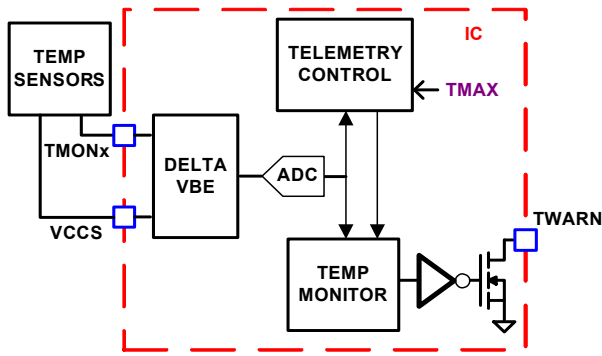 IC
TEMP
SENSORS
TELEMETRY
CONTROL
TMAX
TMONx
DELTA
VBE
ADC
VCCS
TWARN
TEMP
MONITOR